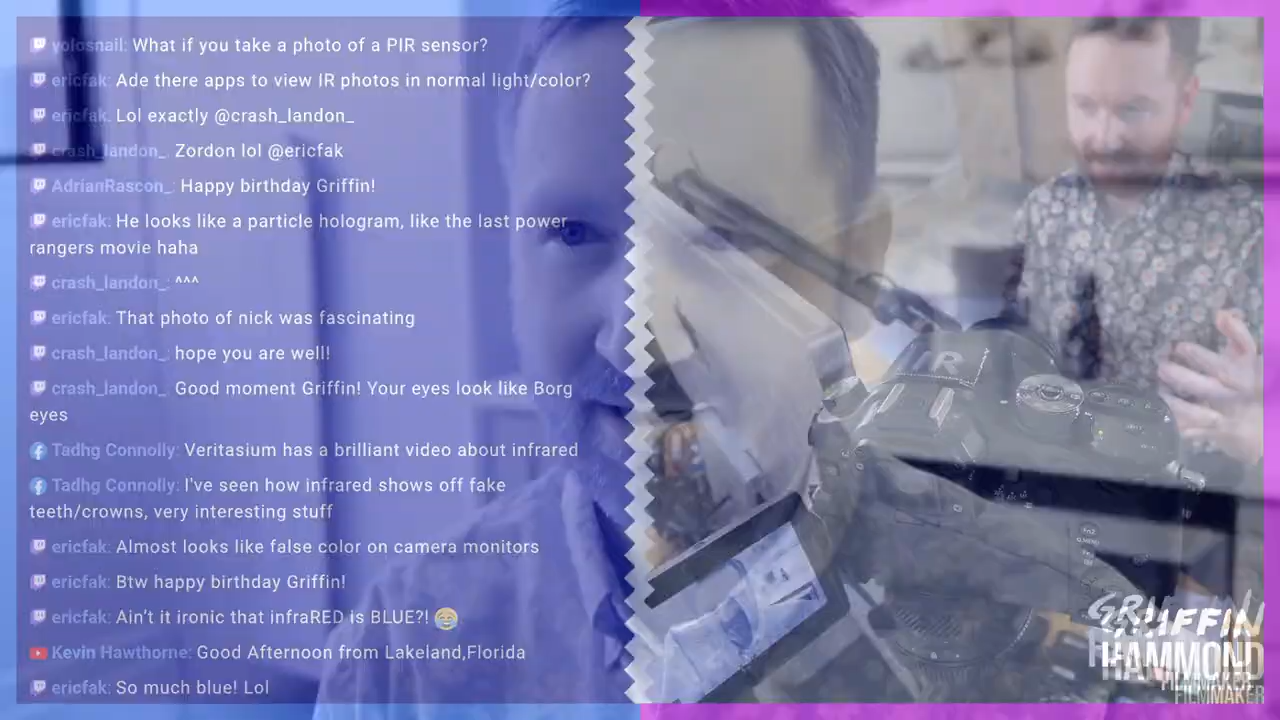 yolosnail: What if you take a photo of a PIR sensor?
ericfak: Ade there apps to view IR photos in normal light/color?
ericfak: Lol exactly @crash_landon_
crash_landon_: Zordon lol @ericfak
AdrianRascon_: Happy birthday Griffin!
ericfak: He looks like a particle hologram, like the last power
rangers movie haha
crash_landon_: ^^^
ericfak: That photo of nick was fascinating
crash_landon_: hope you are well!
crash_landon_: Good moment Griffin! Your eyes look like Borg
eyes
Tadhg Connolly: Veritasium has a brilliant video about infrared
Tadhg Connolly: I've seen how infrared shows off fake
teeth/crowns, very interesting stuff
ericfak: Almost looks like false color on camera monitors
ericfak: Btw happy birthday Griffin!
ericfak: Ain't it ironic that infraRED is BLUE?! 😂
Kevin Hawthorne: Good Afternoon from Lakeland,Florida
ericfak: So much blue! Lol
IR
GRIFFIN
HAMMOND
FILMMAKER